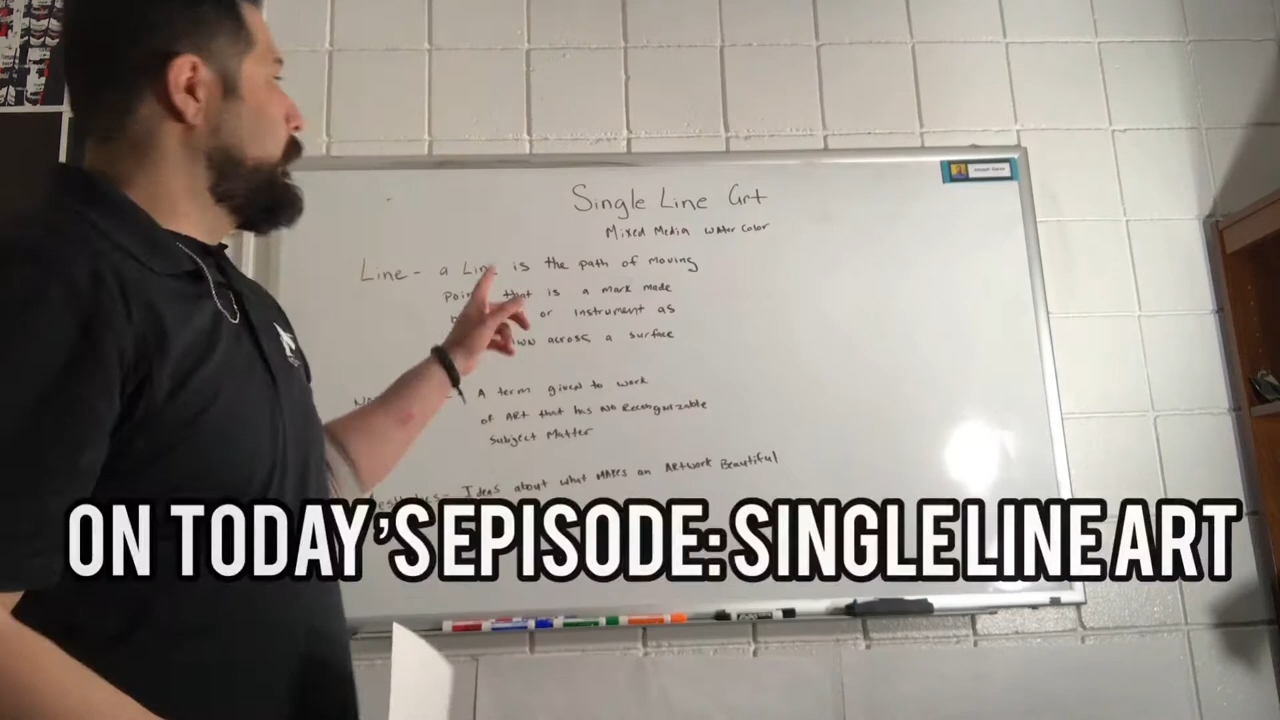 Single Line Art
Mixed Media Water Color
Line - a Line is the path of moving
that is a mark made
or instrument as
across a surface
A term given to work
of ART that has No Recongnizable
Subject Matter
Ideas about what MAKES an ARTwork Beautiful
ON TODAY'S EPISODE: SINGLE LINE ART